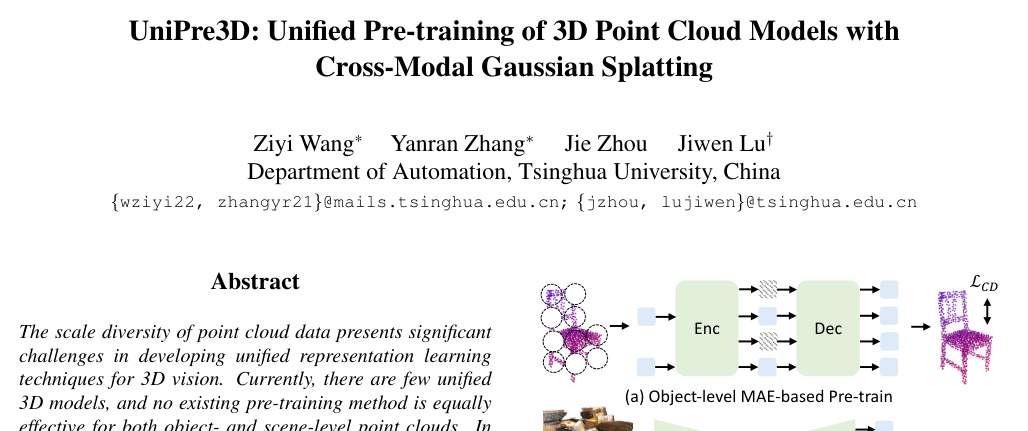 UniPre3D: Unified Pre-training of 3D Point Cloud Models with
Cross-Modal Gaussian Splatting
Ziyi Wang* Yanran Zhang* Jie Zhou Jiwen Lu†
Department of Automation, Tsinghua University, China
{wziyi22, zhangyr21}@mails.tsinghua.edu.cn; {jzhou, lujiwen}@tsinghua.edu.cn
Abstract
The scale diversity of point cloud data presents significant
challenges in developing unified representation learning
techniques for 3D vision. Currently, there are few unified
3D models, and no existing pre-training method is equally
effective for both object- and scene-level point clouds. In
Enc
Dec
ℒCD
(a) Object-level MAE-based Pre-train